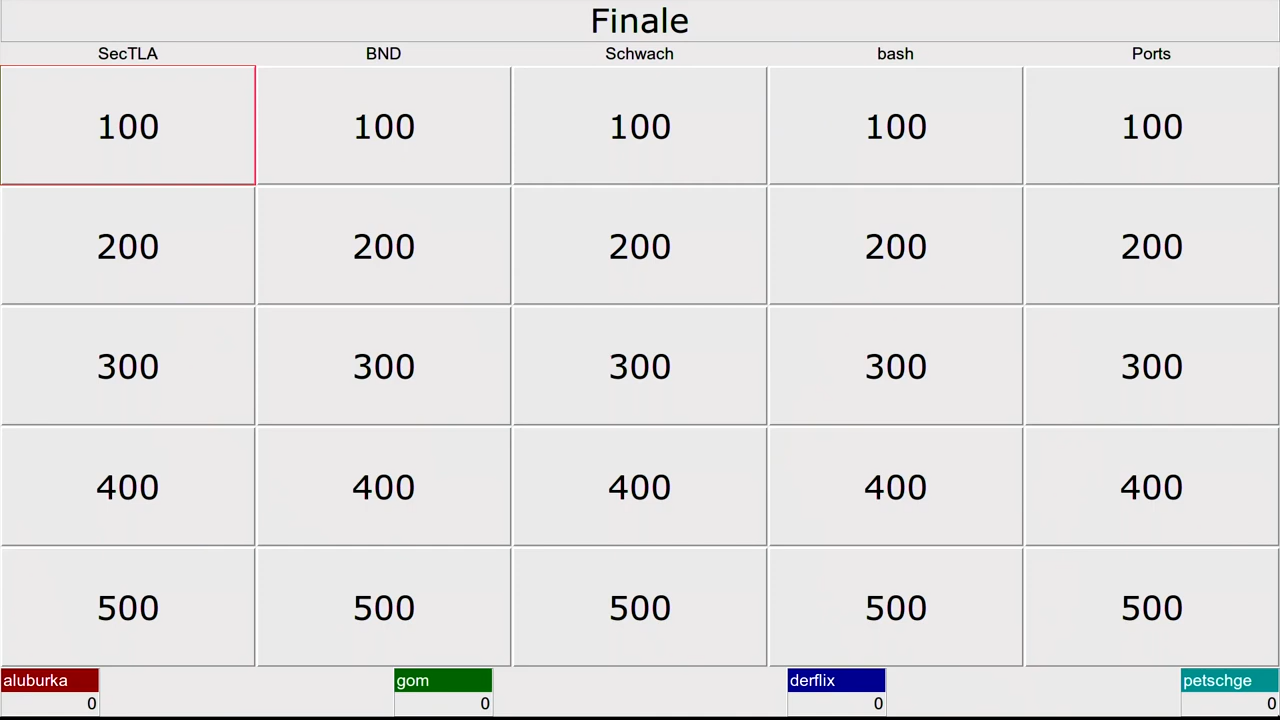 Finale
SecTLA BND Schwach bash Ports
100 100 100 100 100
200 200 200 200 200
300 300 300 300 300
400 400 400 400 400
500 500 500 500 500
aluburka gom derflix petschge
0 0 0 0